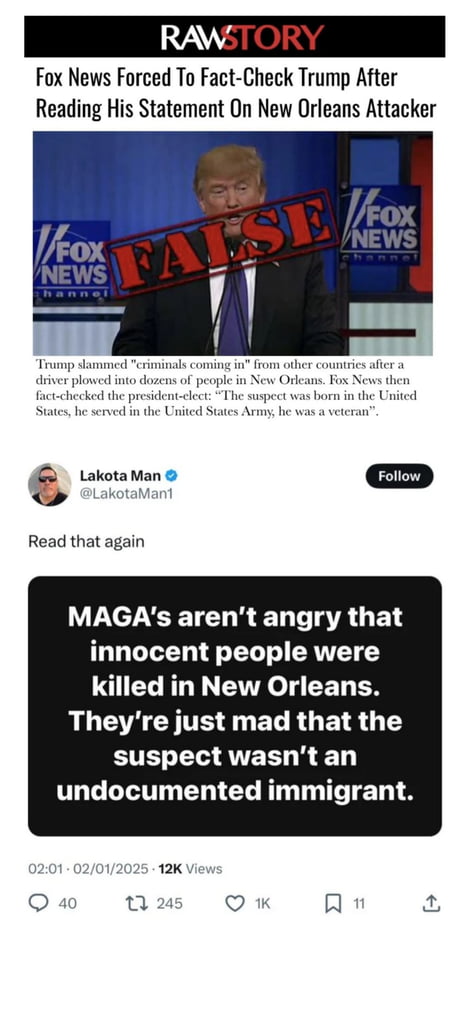 RAWSTORY
Fox News Forced To Fact-Check Trump After
Reading His Statement On New Orleans Attacker
FOX
NEWS
channel
FALSE
FOX
NEWS
channel
Trump slammed "criminals coming in" from other countries after a
driver plowed into dozens of people in New Orleans. Fox News then
fact-checked the president-elect: “The suspect was born in the United
States, he served in the United States Army, he was a veteran”.
Lakota Man
@LakotaMan1
Follow
Read that again
MAGA’s aren’t angry that
innocent people were
killed in New Orleans.
They’re just mad that the
suspect wasn’t an
undocumented immigrant.
02:01 · 02/01/2025 · 12K Views
40 245 1K 11